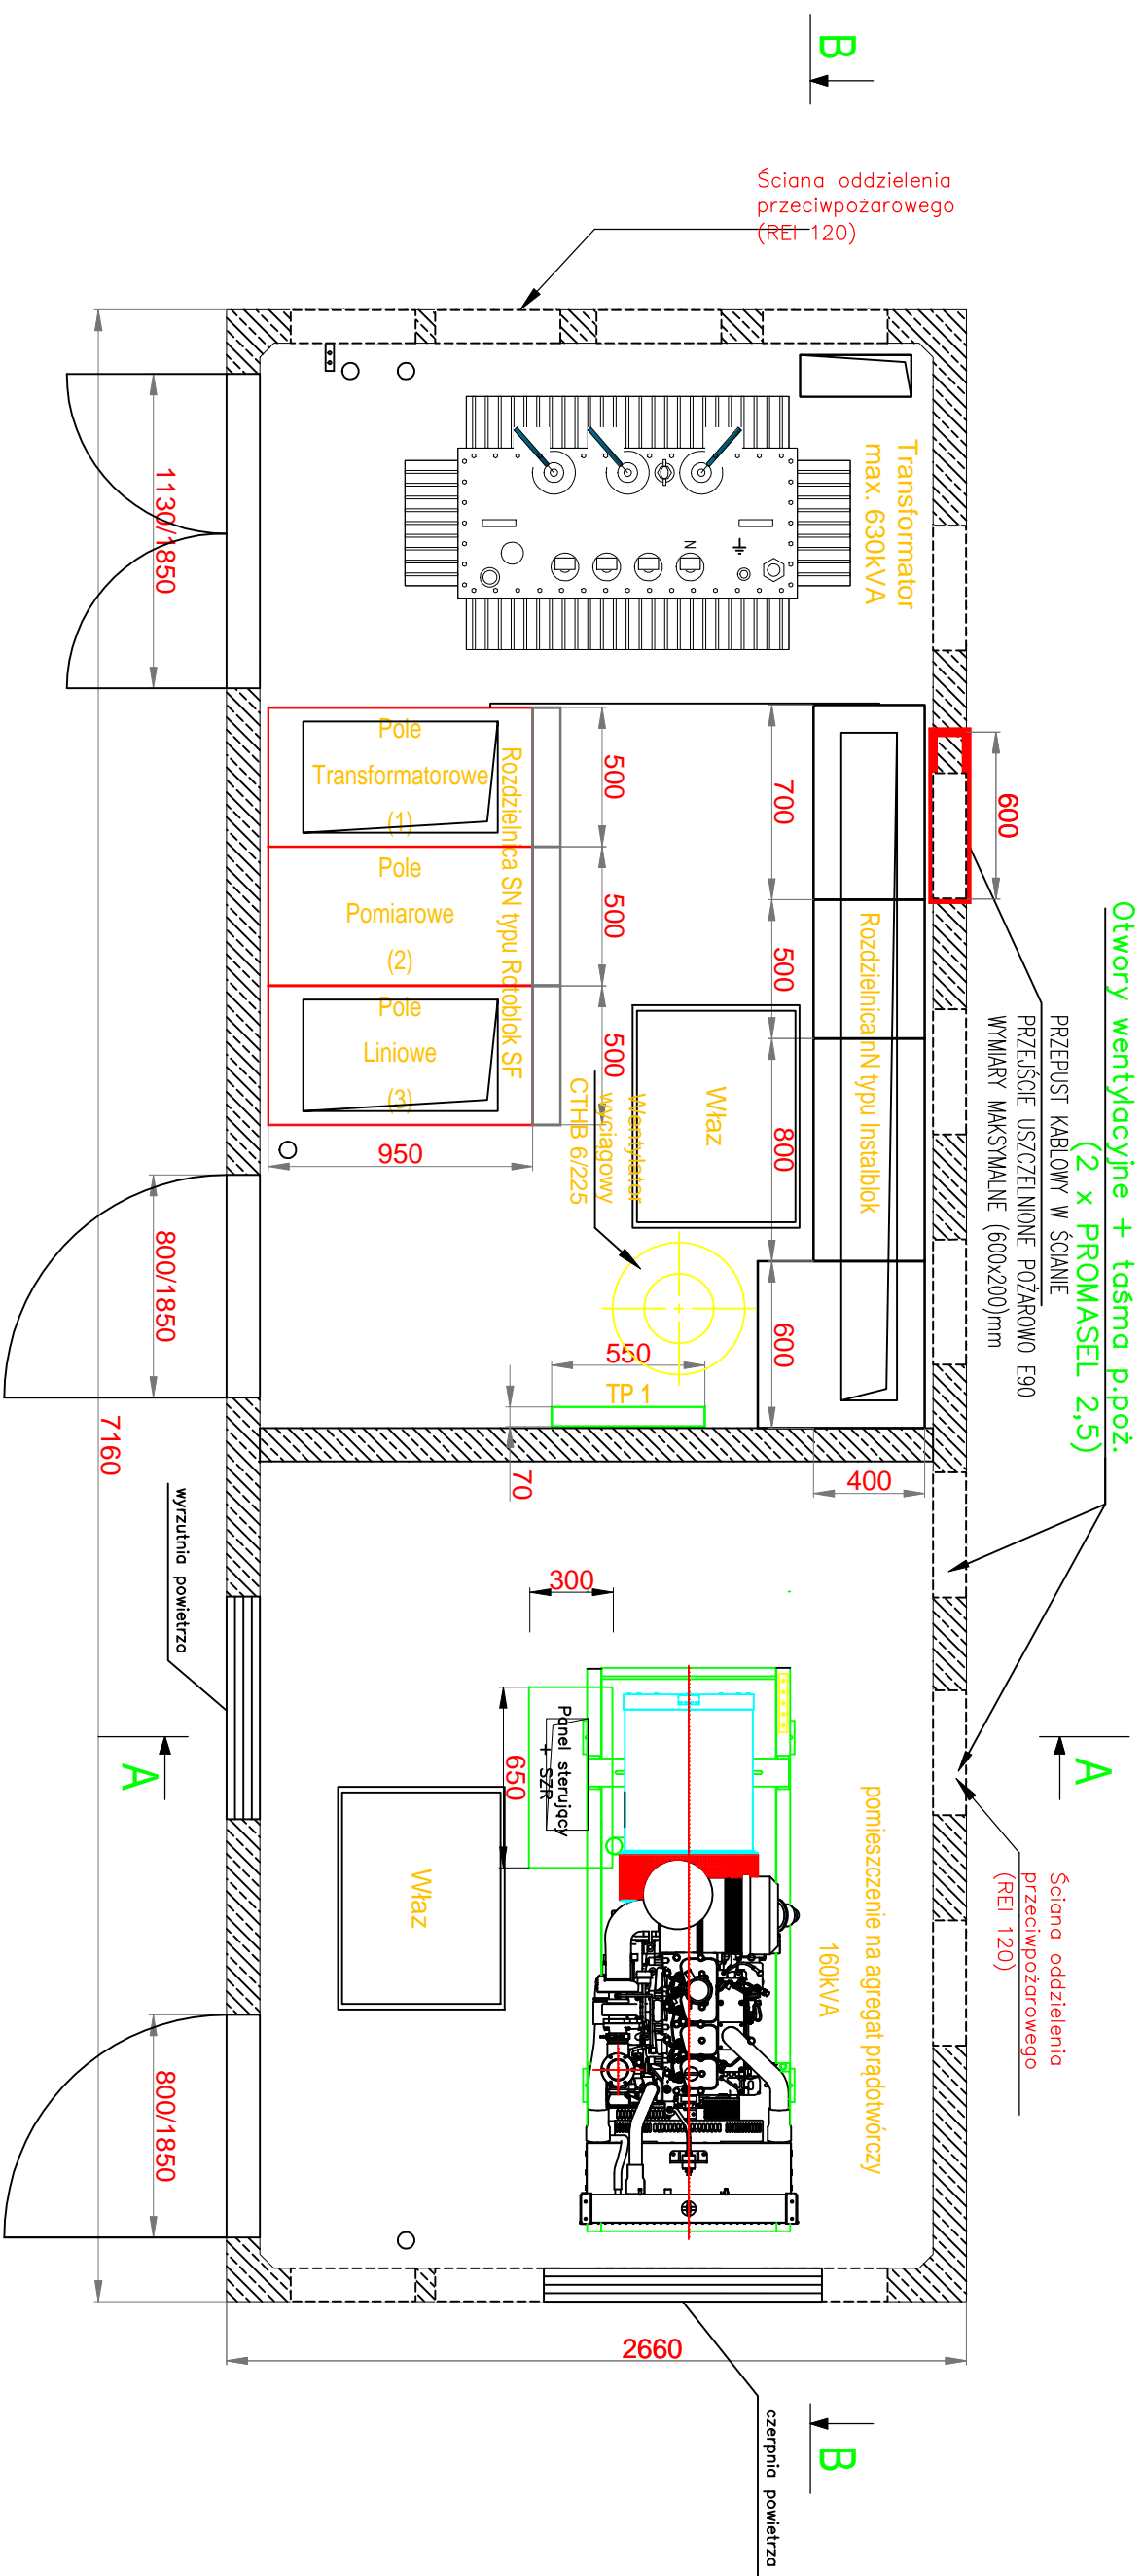 B
Ściana oddzielenia
przeciwpożarowego
(REI 120)
Transformator
max. 630kVA
N
1130/1850
600
Otwory wentylacyjne + taśma p.poż.
(2 x PROMASEL 2,5)
PRZEPUST KABLOWY W ŚCIANIE
PRZEJŚCIE USZCZELNIONE POŻAROWO E90
WYMIARY MAKSYMALNE (600x200)mm
700
500
800
600
Rozdzielnica nN typu Instalblok
400
500
500
500
Rozdzielnica SN typu Rotoblok SF
Pole
Transformatorowe
(1)
Pole
Pomiarowe
(2)
Pole
Liniowe
(3)
950
Właz
Wentylator
wyciągowy
CTHB 6/225
550
TP 1
70
800/1850
7160
wyrzutnia powietrza
A
A
Ściana oddzielenia
przeciwpożarowego
(REI 120)
300
650
Panel sterujący
+ SZR
pomieszczenie na agregat prądotwórczy
160kVA
Właz
800/1850
2660
czerpnia powietrza
B